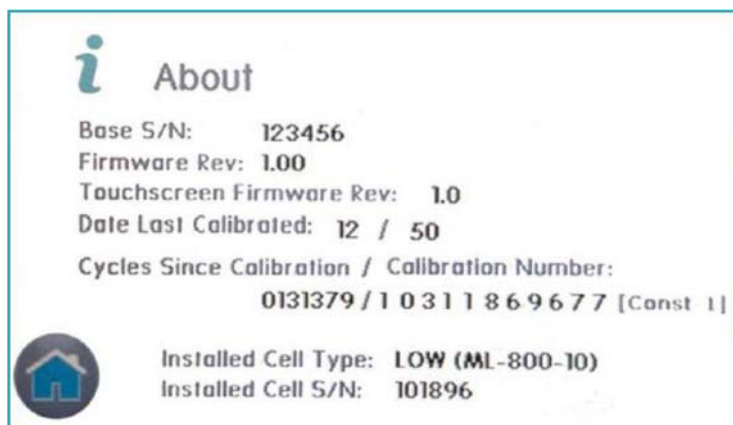 i About
Base S/N: 123456
Firmware Rev: 1.00
Touchscreen Firmware Rev: 1.0
Date Last Calibrated: 12 / 50
Cycles Since Calibration / Calibration Number:
0131379 / 1 0 3 1 1 8 6 9 6 7 7 [Const 1]
Installed Cell Type: LOW (ML-800-10)
Installed Cell S/N: 101896